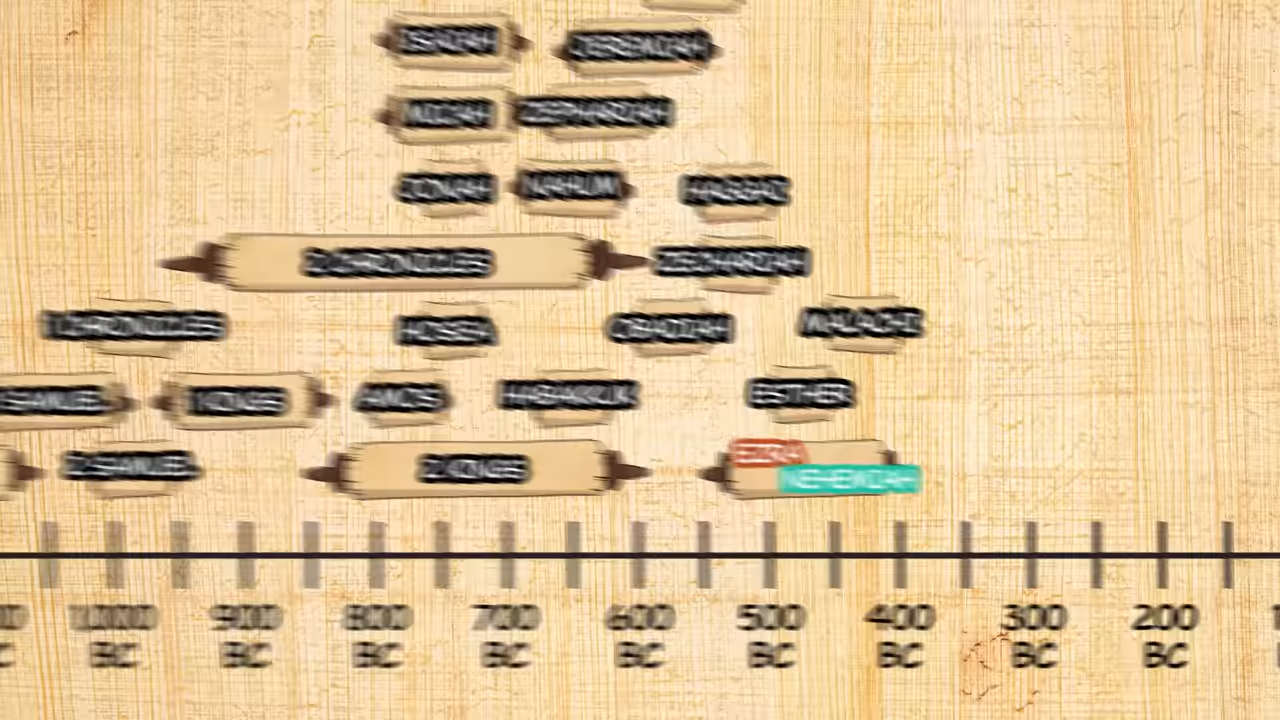 ISAIAH
JEREMIAH
MICAH
ZEPHANIAH
JONAH
NAHUM
HAGGAI
2 CHRONICLES
ZECHARIAH
1 CHRONICLES
HOSEA
OBADIAH
MALACHI
SAMUEL
1 KINGS
AMOS
HABAKKUK
ESTHER
2 SAMUEL
2 KINGS
EZRA
NEHEMIAH
1000 BC
900 BC
800 BC
700 BC
600 BC
500 BC
400 BC
300 BC
200 BC